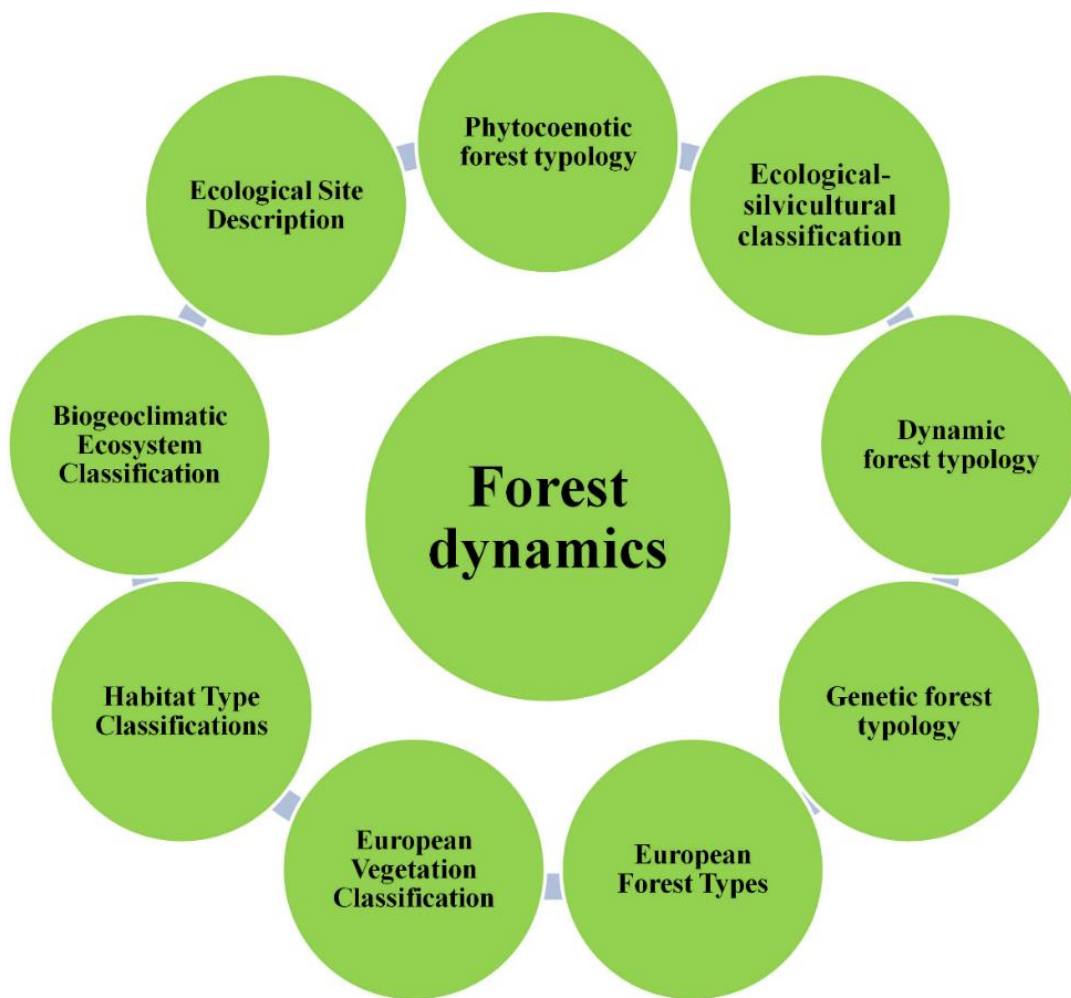 Phytocoenotic
forest typology
Ecological-
silvicultural
classification
Dynamic
forest typology
Genetic forest
typology
European
Forest Types
European
Vegetation
Classification
Habitat Type
Classifications
Biogeoclimatic
Ecosystem
Classification
Ecological Site
Description
Forest
dynamics